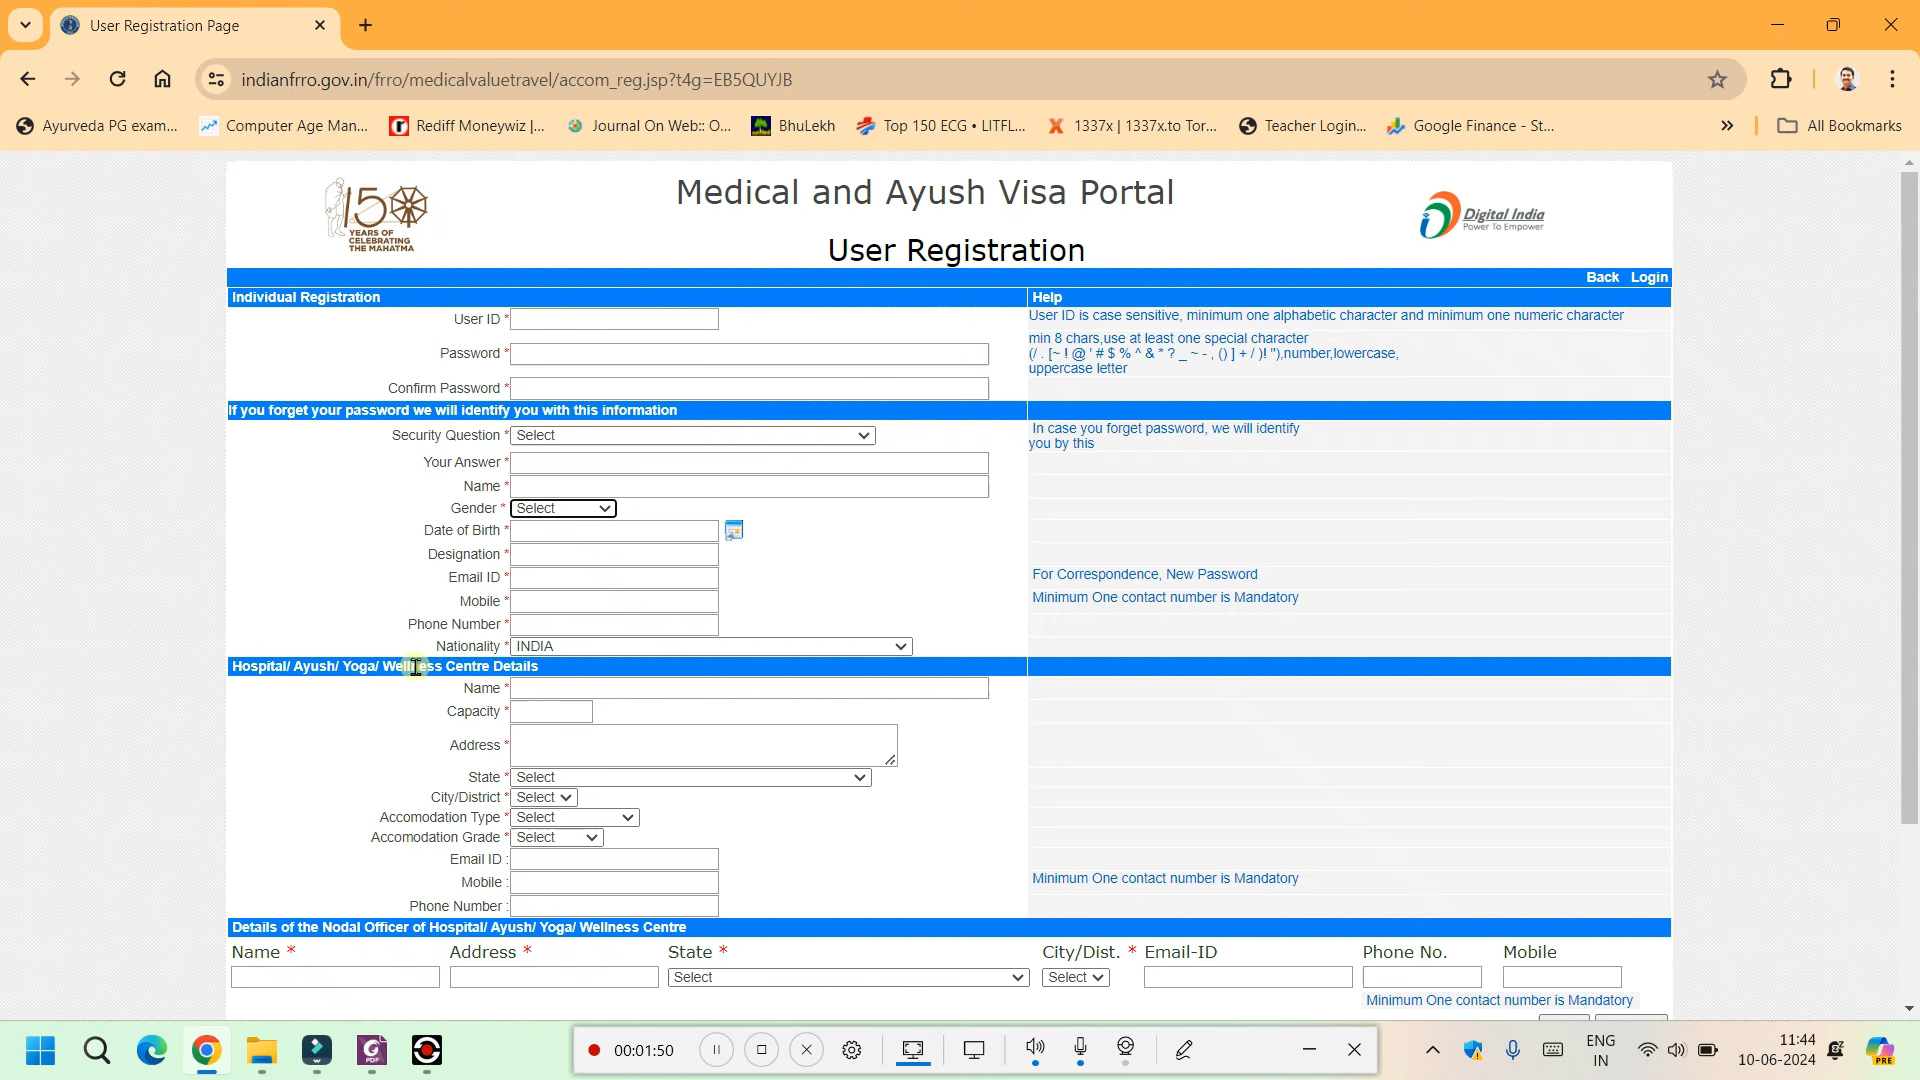 User Registration Page
indianfrro.gov.in/frro/medicalvaluetravel/accom_reg.jsp?t4g=EB5QUYJB
Ayurveda PG exam... Computer Age Man... Rediff Moneywiz |... Journal On Web:: O... BhuLekh Top 150 ECG • LITFL... 1337x | 1337x.to Tor... Teacher Login... Google Finance - St... » All Bookmarks
150
YEARS OF
CELEBRATING
THE MAHATMA
Medical and Ayush Visa Portal
User Registration
Digital India
Power To Empower
Back Login
Individual Registration Help
User ID * User ID is case sensitive, minimum one alphabetic character and minimum one numeric character
min 8 chars,use at least one special character
Password * (/ . [~ ! @ ' # $ % ^ & * ? _ ~ - , () ] + / )! "),number,lowercase,
uppercase letter
Confirm Password *
If you forget your password we will identify you with this information
Security Question * Select In case you forget password, we will identify
you by this
Your Answer *
Name *
Gender * Select
Date of Birth *
Designation *
Email ID * For Correspondence, New Password
Mobile * Minimum One contact number is Mandatory
Phone Number *
Nationality * INDIA
Hospital/ Ayush/ Yoga/ Wellness Centre Details
Name *
Capacity *
Address *
State * Select
City/District * Select
Accomodation Type * Select
Accomodation Grade * Select
Email ID :
Mobile : Minimum One contact number is Mandatory
Phone Number :
Details of the Nodal Officer of Hospital/ Ayush/ Yoga/ Wellness Centre
Name * Address * State * City/Dist. * Email-ID Phone No. Mobile
Select Select
Minimum One contact number is Mandatory
00:01:50
ENG
IN
11:44
10-06-2024
PDF
PRE